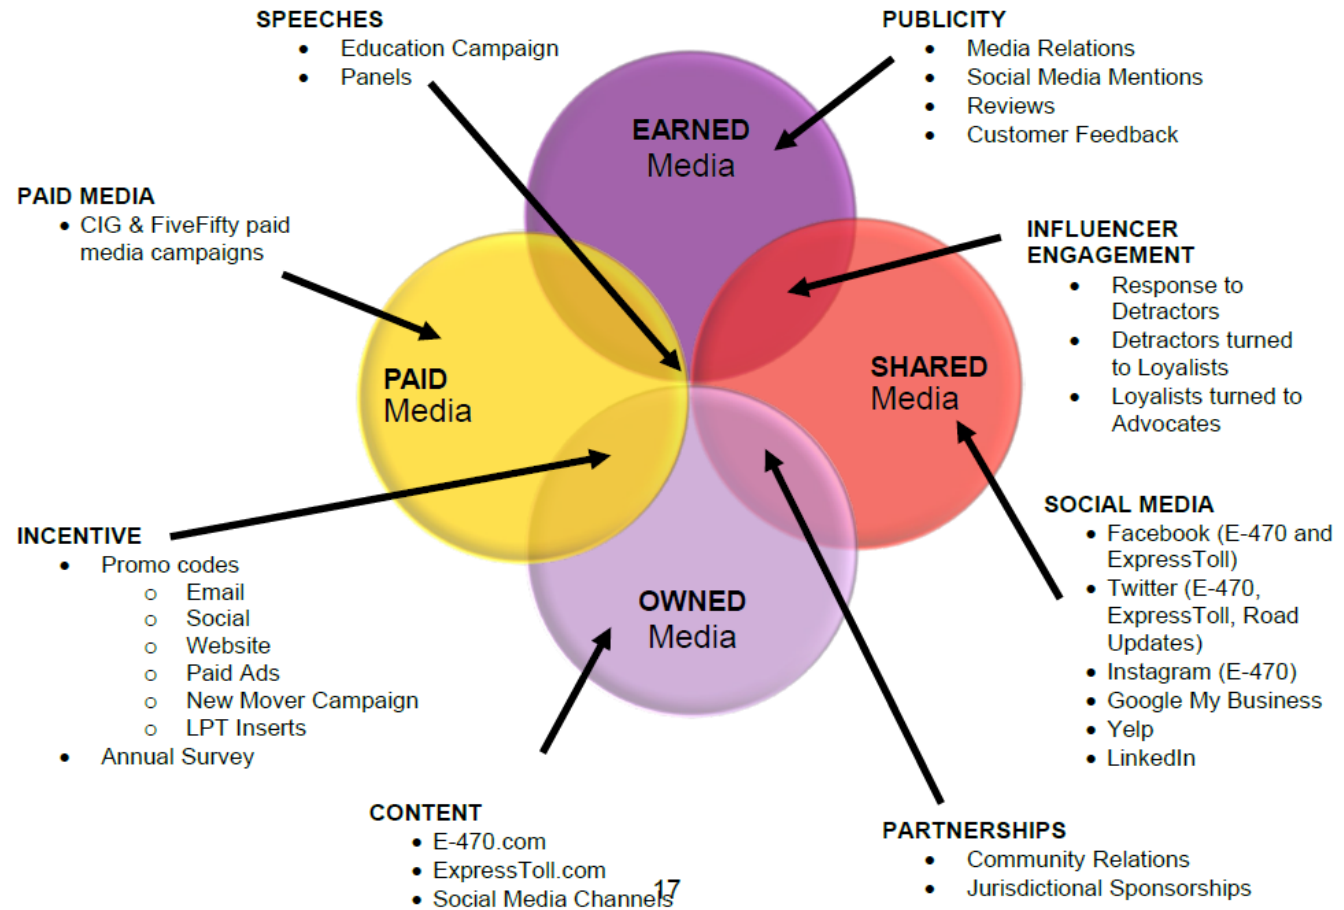 SPEECHES
• Education Campaign
• Panels
PUBLICITY
• Media Relations
• Social Media Mentions
• Reviews
• Customer Feedback
EARNED
Media
PAID MEDIA
• CIG & FiveFifty paid
media campaigns
INFLUENCER
ENGAGEMENT
• Response to
Detractors
• Detractors turned
to Loyalists
• Loyalists turned to
Advocates
PAID
Media
SHARED
Media
INCENTIVE
• Promo codes
o Email
o Social
o Website
o Paid Ads
o New Mover Campaign
o LPT Inserts
• Annual Survey
OWNED
Media
SOCIAL MEDIA
• Facebook (E-470 and
ExpressToll)
• Twitter (E-470,
ExpressToll, Road
Updates)
• Instagram (E-470)
• Google My Business
• Yelp
• LinkedIn
CONTENT
• E-470.com
• ExpressToll.com
• Social Media Channels
17
PARTNERSHIPS
• Community Relations
• Jurisdictional Sponsorships